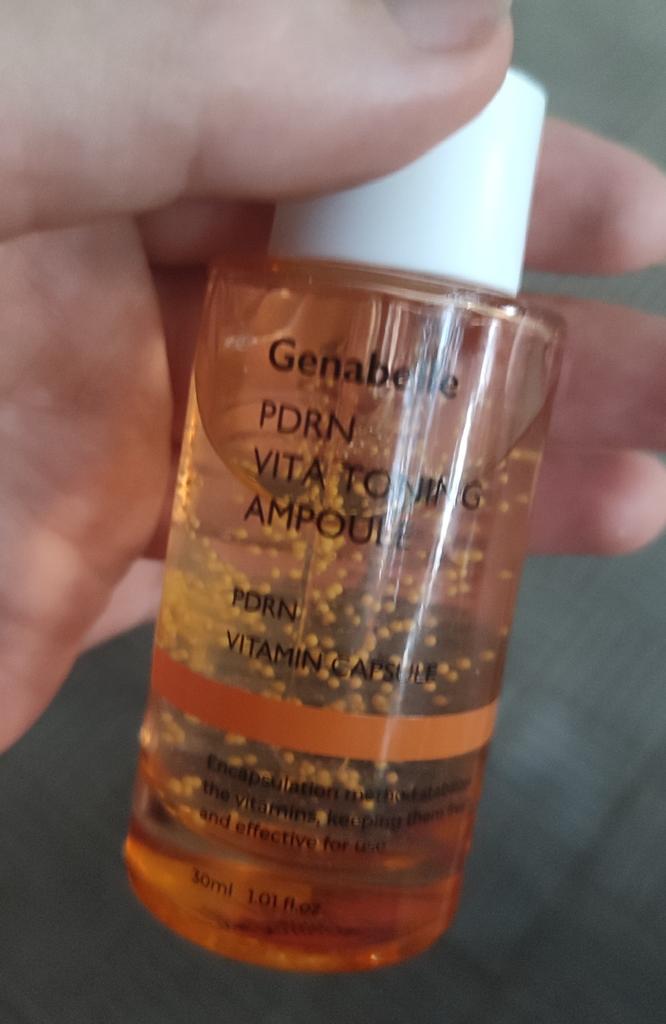 Genabelle
PDRN
VITA TONING
AMPOULE
PDRN
VITAMIN CAPSULE
Encapsulation method
the vitamins, keeping them
and effective for use
30ml 1.01 fl.oz